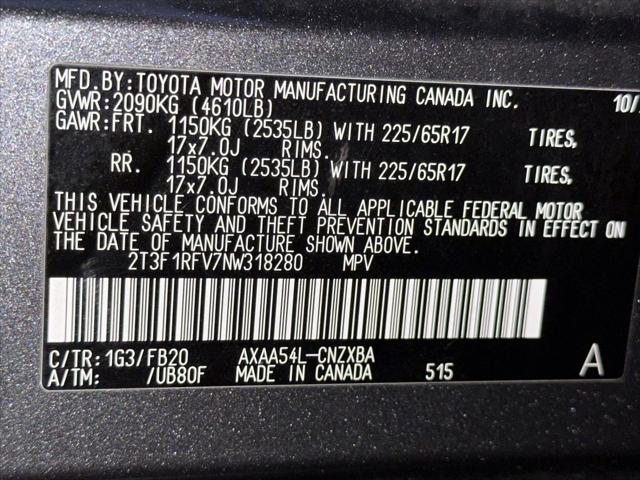 MFD. BY: TOYOTA MOTOR MANUFACTURING CANADA INC. 10/
GVWR: 2090KG (4610LB)
GAWR: FRT. 1150KG (2535LB) WITH 225/65R17 TIRES,
17x7.0J RIMS.
RR. 1150KG (2535LB) WITH 225/65R17 TIRES,
17x7.0J RIMS.
THIS VEHICLE CONFORMS TO ALL APPLICABLE FEDERAL MOTOR
VEHICLE SAFETY AND THEFT PREVENTION STANDARDS IN EFFECT ON
THE DATE OF MANUFACTURE SHOWN ABOVE.
2T3F1RFV7NW318280 MPV
C/TR: 1G3/FB20 AXAA54L-CNZXBA A
A/TM: /UB80F MADE IN CANADA 515